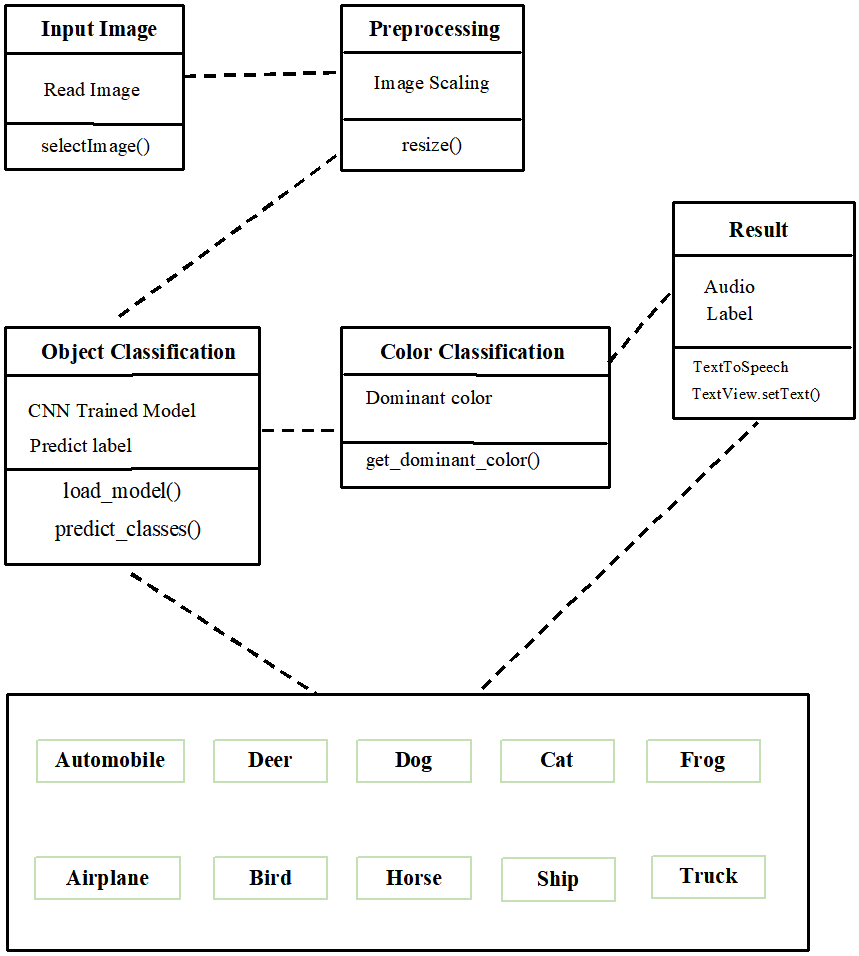 Input Image
Read Image
selectImage()
Preprocessing
Image Scaling
resize()
Result
Audio
Label
TextToSpeech
TextView.setText()
Object Classification
CNN Trained Model
Predict label
load_model()
predict_classes()
Color Classification
Dominant color
get_dominant_color()
Automobile
Deer
Dog
Cat
Frog
Airplane
Bird
Horse
Ship
Truck